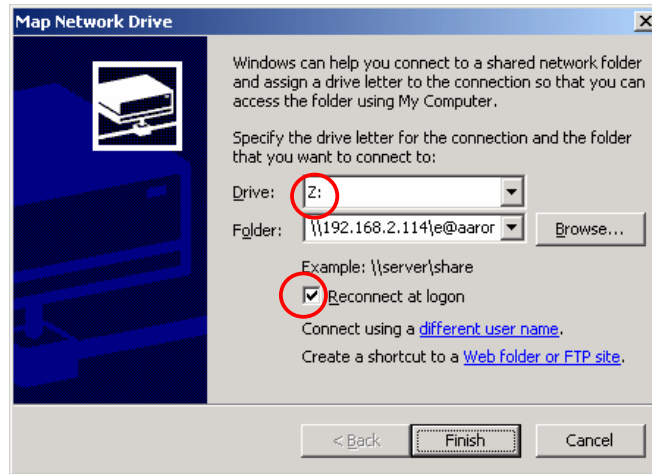 Map Network Drive
Windows can help you connect to a shared network folder
and assign a drive letter to the connection so that you can
access the folder using My Computer.
Specify the drive letter for the connection and the folder
that you want to connect to:
Drive: Z:
Folder: \\192.168.2.114\e@aaror Browse...
Example: \\server\share
Reconnect at logon
Connect using a different user name.
Create a shortcut to a Web folder or FTP site.
< Back Finish Cancel